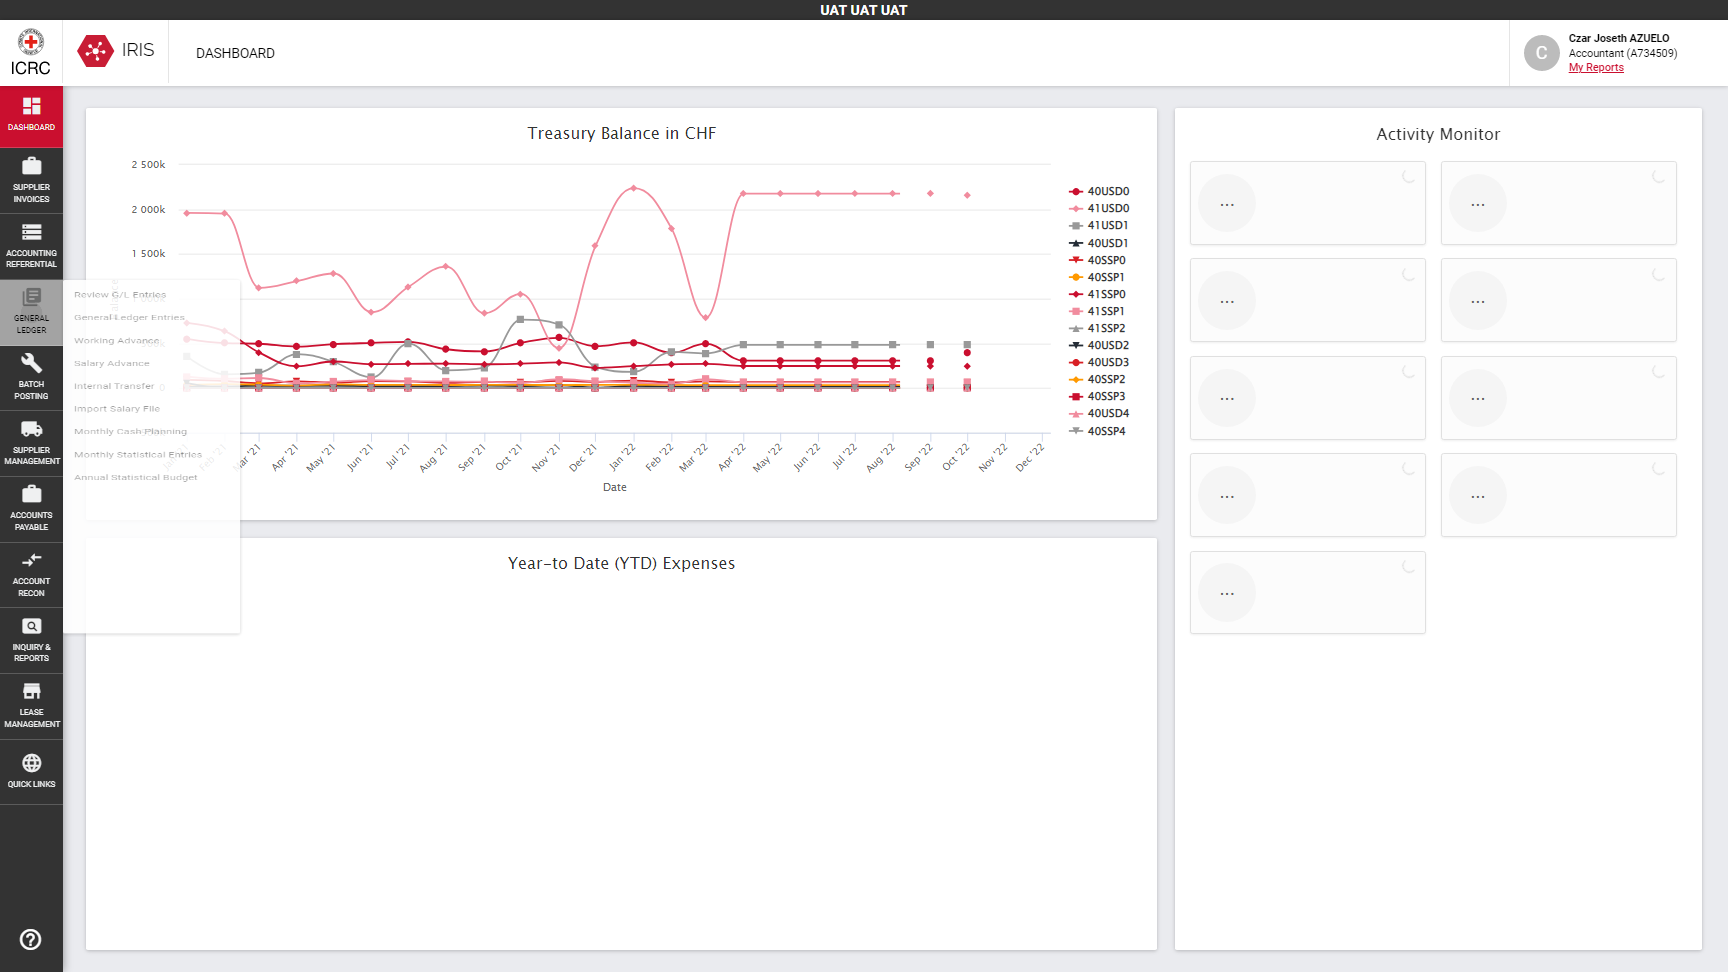 UAT UAT UAT
ICRC
IRIS
DASHBOARD
Czar Joseth AZUELO
Accountant (A734509)
My Reports
DASHBOARD
SUPPLIER
INVOICES
ACCOUNTING
REFERENTIAL
GENERAL
LEDGER
BATCH
POSTING
SUPPLIER
MANAGEMENT
ACCOUNTS
PAYABLE
ACCOUNT
RECON
INQUIRY &
REPORTS
LEASE
MANAGEMENT
QUICK LINKS
Review G/L Entries
General Ledger Entries
Working Advance
Salary Advance
Internal Transfer
Import Salary File
Monthly Cash Planning
Monthly Statistical Entries
Annual Statistical Budget
Treasury Balance in CHF
2 500k
2 000k
1 500k
0
Feb '21
Mar '21
Apr '21
May '21
Jun '21
Jul '21
Aug '21
Sep '21
Oct '21
Nov '21
Dec '21
Jan '22
Feb '22
Mar '22
Apr '22
May '22
Jun '22
Jul '22
Aug '22
Sep '22
Oct '22
Nov '22
Dec '22
Date
40USD0
41USD0
41USD1
40USD1
40SSP0
40SSP1
41SSP0
41SSP1
41SSP2
40USD2
40USD3
40SSP2
40SSP3
40USD4
40SSP4
Year-to Date (YTD) Expenses
Activity Monitor
...
...
...
...
...
...
...
...
...